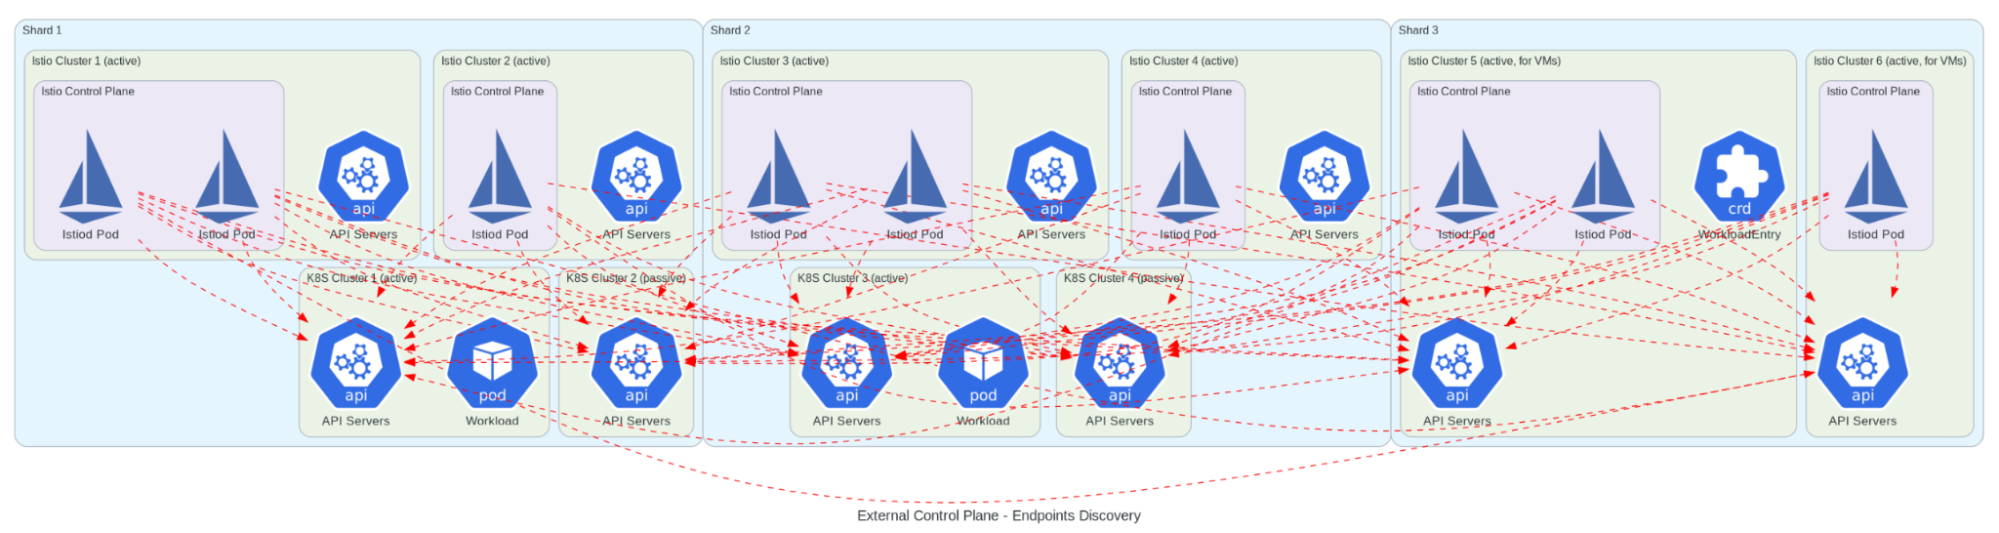 Shard 1
Shard 2
Shard 3
Istio Cluster 1 (active)
Istio Cluster 2 (active)
Istio Cluster 3 (active)
Istio Cluster 4 (active)
Istio Cluster 5 (active, for VMs)
Istio Cluster 6 (active, for VMs)
Istio Control Plane
Istio Control Plane
Istio Control Plane
Istio Control Plane
Istio Control Plane
Istio Control Plane
api
api
api
api
crd
Istiod Pod
Istiod Pod
API Servers
Istiod Pod
API Servers
Istiod Pod
Istiod Pod
API Servers
Istiod Pod
API Servers
Istiod Pod
Istiod Pod
WorkloadEntry
Istiod Pod
K8S Cluster 1 (active)
K8S Cluster 2 (passive)
K8S Cluster 3 (active)
K8S Cluster 4 (passive)
api
pod
api
api
pod
api
api
api
API Servers
Workload
API Servers
API Servers
Workload
API Servers
API Servers
API Servers
External Control Plane - Endpoints Discovery